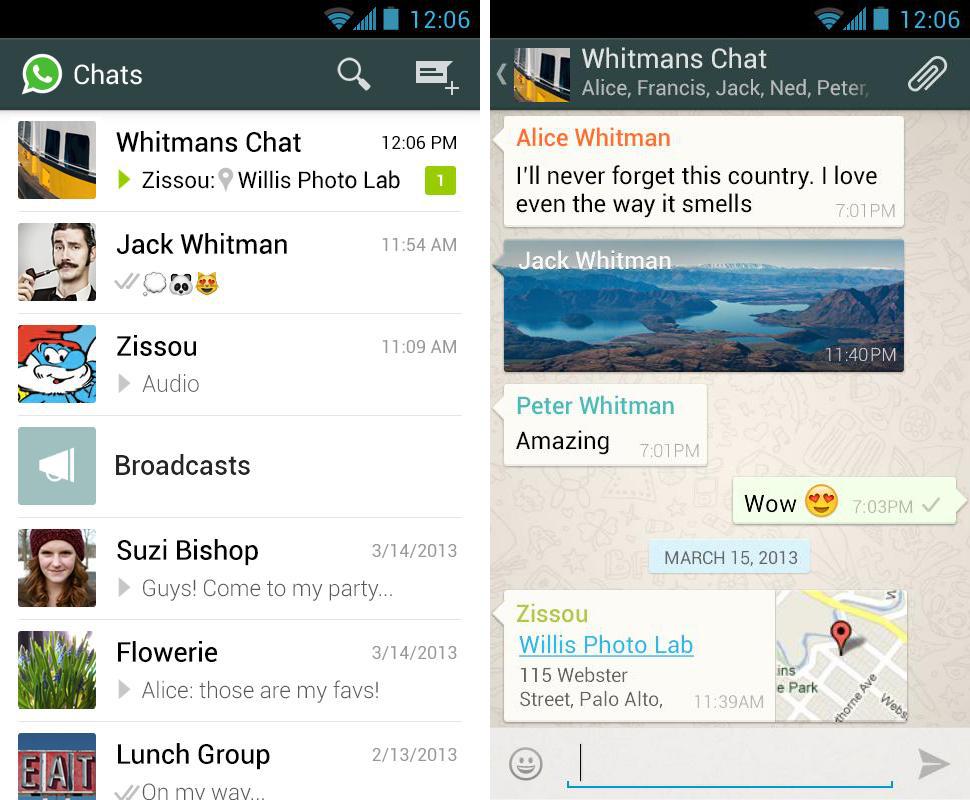 12:06
Chats
Whitmans Chat
12:06 PM
Zissou: Willis Photo Lab
1
Jack Whitman
11:54 AM
Zissou
11:09 AM
Audio
Broadcasts
Suzi Bishop
3/14/2013
Guys! Come to my party...
Flowerie
3/14/2013
Alice: those are my favs!
EAT
Lunch Group
2/13/2013
On my way...
12:06
Whitmans Chat
Alice, Francis, Jack, Ned, Peter,
Alice Whitman
I'll never forget this country. I love
even the way it smells
7:01PM
Jack Whitman
11:40PM
Peter Whitman
Amazing
7:01PM
Wow 😍
7:03PM
MARCH 15, 2013
Zissou
Willis Photo Lab
115 Webster
Street, Palo Alto,
11:39AM
ins
e Park
thorne Ave
Webs